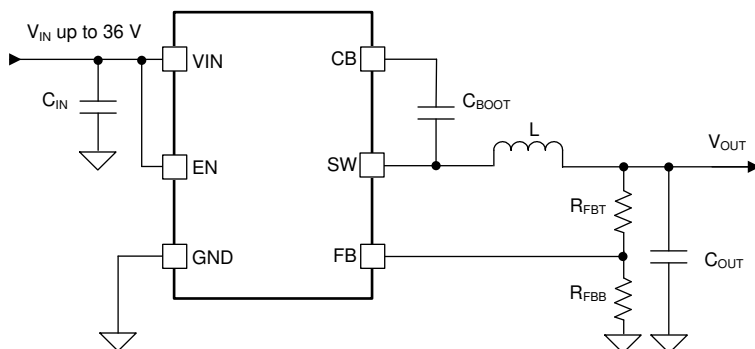 V_IN up to 36 V
VIN
CB
C_IN
C_BOOT
L
V_OUT
EN
SW
R_FBT
GND
FB
C_OUT
R_FBB